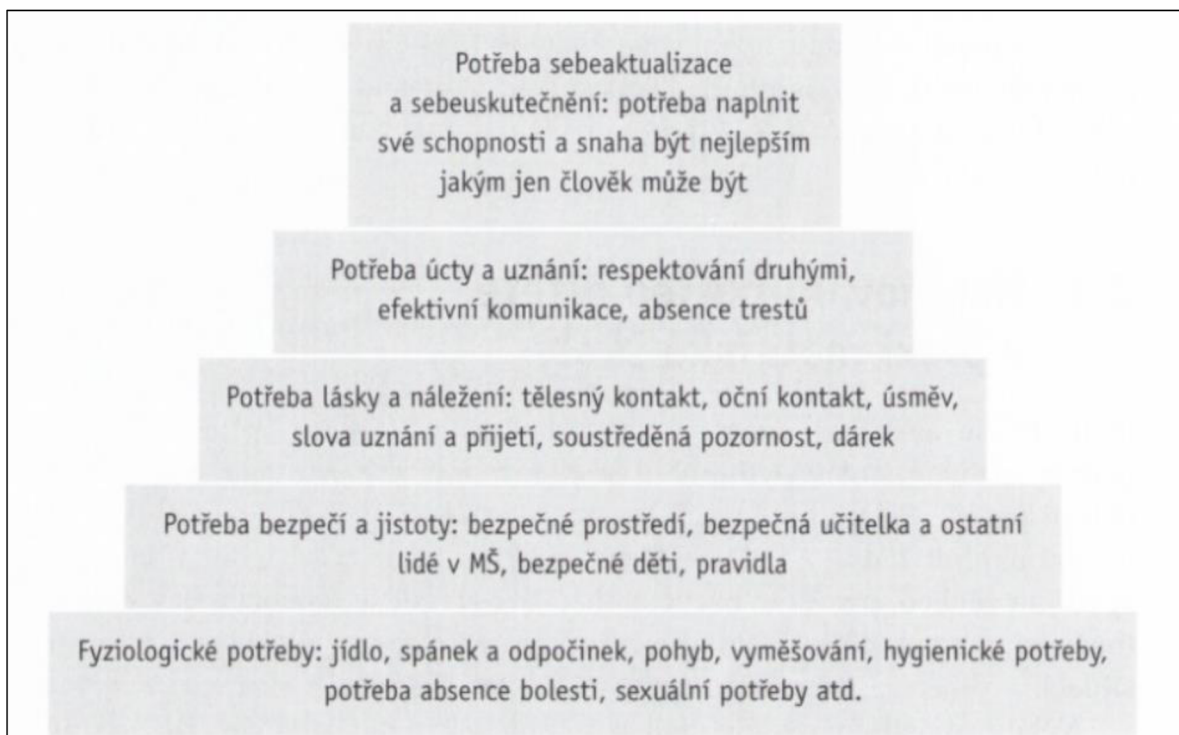 Potřeba sebeaktualizace
a sebeuskutečnění: potřeba naplnit
své schopnosti a snaha být nejlepším
jakým jen člověk může být
Potřeba úcty a uznání: respektování druhými,
efektivní komunikace, absence trestů
Potřeba lásky a náležení: tělesný kontakt, oční kontakt, úsměv,
slova uznání a přijetí, soustředěná pozornost, dárek
Potřeba bezpečí a jistoty: bezpečné prostředí, bezpečná učitelka a ostatní
lidé v MŠ, bezpečné děti, pravidla
Fyziologické potřeby: jídlo, spánek a odpočinek, pohyb, vyměšování, hygienické potřeby,
potřeba absence bolesti, sexuální potřeby atd.